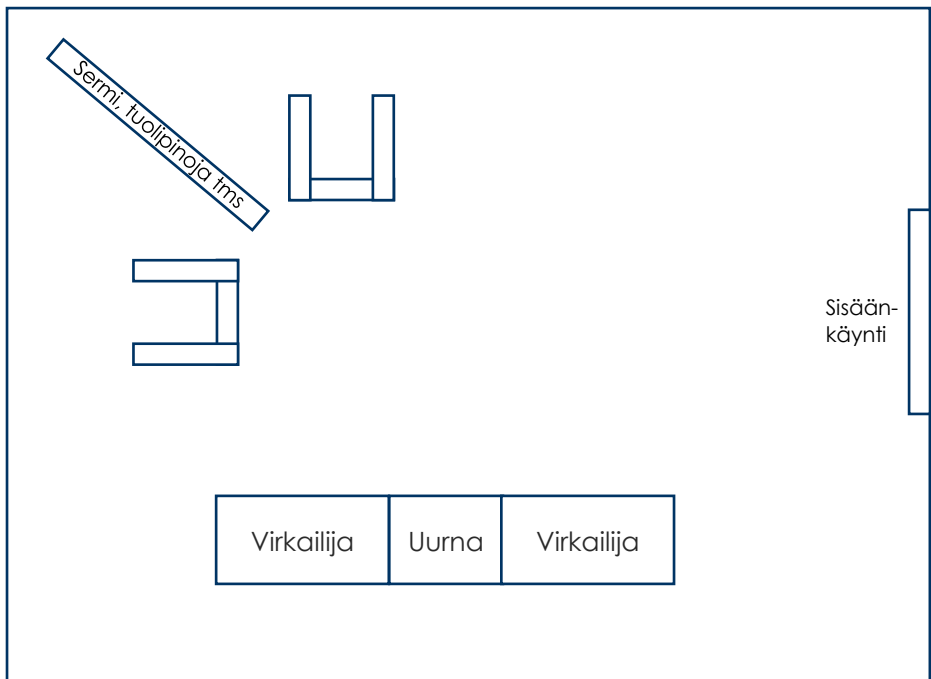 Sermi, tuolipinoja tms
Sisään-
käynti
Virkailija
Uurna
Virkailija